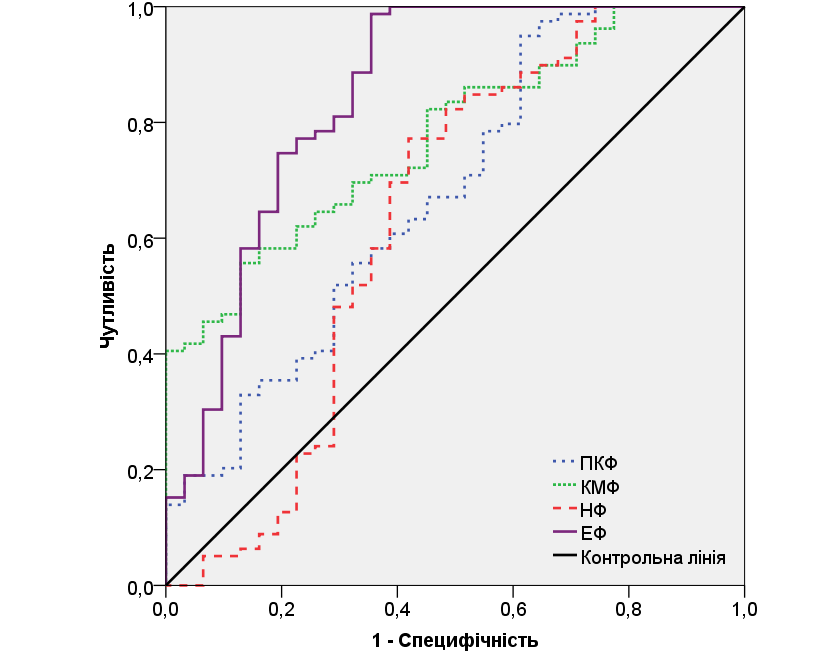 1,0
0,8
0,6
0,4
0,2
0,0
Чутливість
ПКФ
КМФ
НФ
ЕФ
Контрольна лінія
0,0 0,2 0,4 0,6 0,8 1,0
1 - Специфічність